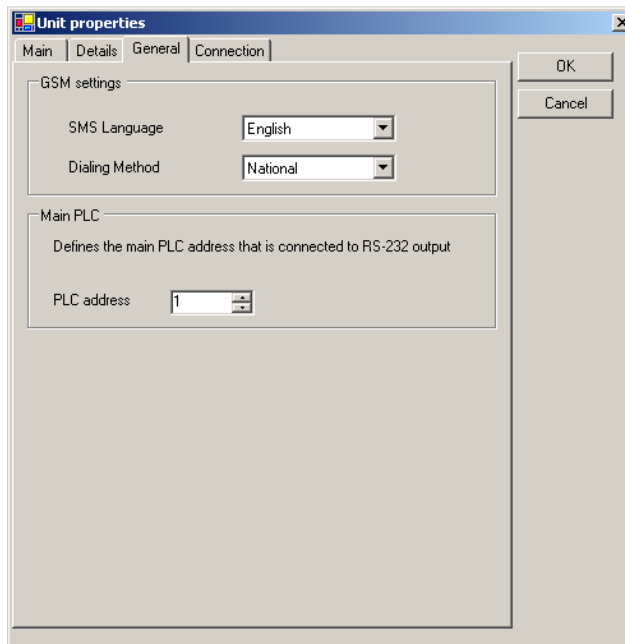 Unit properties
Main Details General Connection
OK
Cancel
GSM settings
SMS Language English
Dialing Method National
Main PLC
Defines the main PLC address that is connected to RS-232 output
PLC address 1